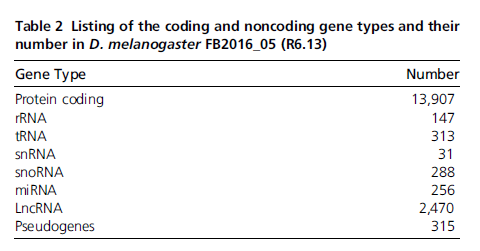 Table 2 Listing of the coding and noncoding gene types and their
number in D. melanogaster FB2016_05 (R6.13)
Gene Type Number
Protein coding 13,907
rRNA 147
tRNA 313
snRNA 31
snoRNA 288
miRNA 256
LncRNA 2,470
Pseudogenes 315